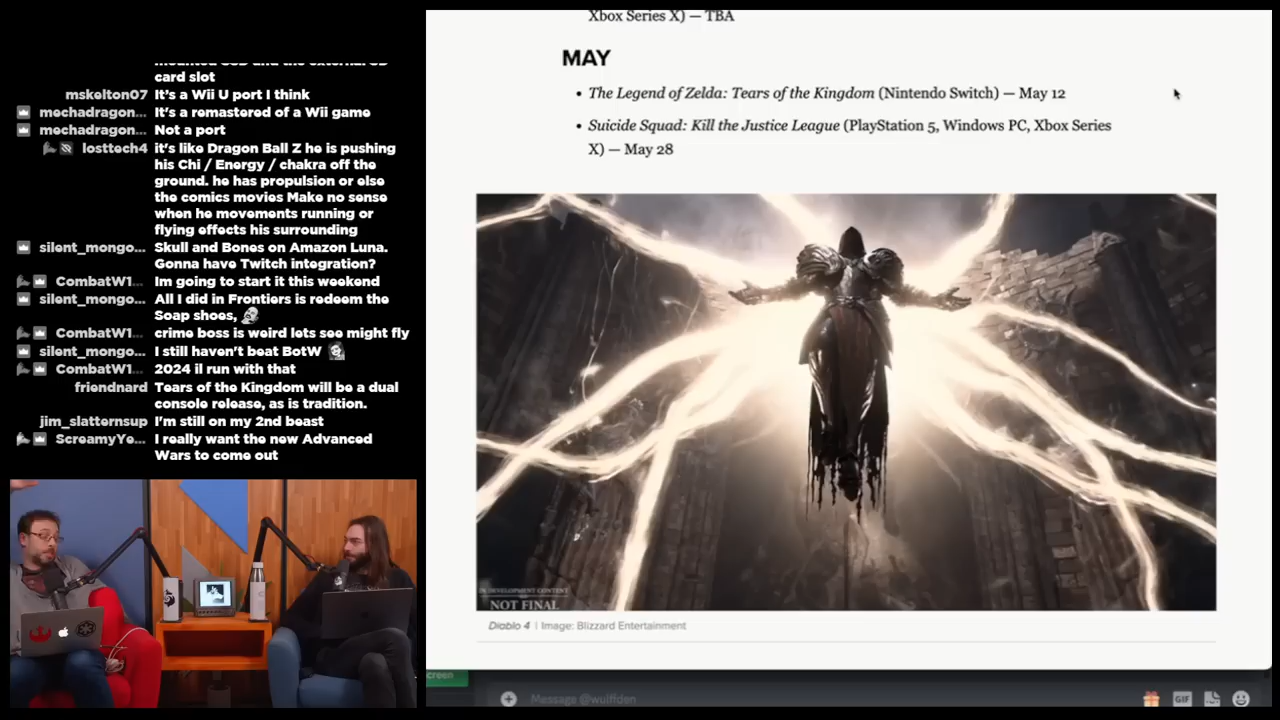 card slot
mskelton07 It's a Wii U port I think
mechadragon... It's a remastered of a Wii game
mechadragon... Not a port
losttech4 it's like Dragon Ball Z he is pushing
his Chi / Energy / chakra off the
ground. he has propulsion or else
the comics movies Make no sense
when he movements running or
flying effects his surrounding
silent_mongo... Skull and Bones on Amazon Luna.
Gonna have Twitch integration?
CombatW1... Im going to start it this weekend
silent_mongo... All I did in Frontiers is redeem the
Soap shoes,
CombatW1... crime boss is weird lets see might fly
silent_mongo... I still haven't beat BotW
CombatW1... 2024 il run with that
friendnard Tears of the Kingdom will be a dual
console release, as is tradition.
jim_slatternsup I'm still on my 2nd beast
ScreamyYe... I really want the new Advanced
Wars to come out
Xbox Series X) — TBA
MAY
• The Legend of Zelda: Tears of the Kingdom (Nintendo Switch) — May 12
• Suicide Squad: Kill the Justice League (PlayStation 5, Windows PC, Xbox Series
X) — May 28
IN DEVELOPMENT CONTENT
NOT FINAL
Diablo 4 | Image: Blizzard Entertainment
creen
Message @wulffden
GIF